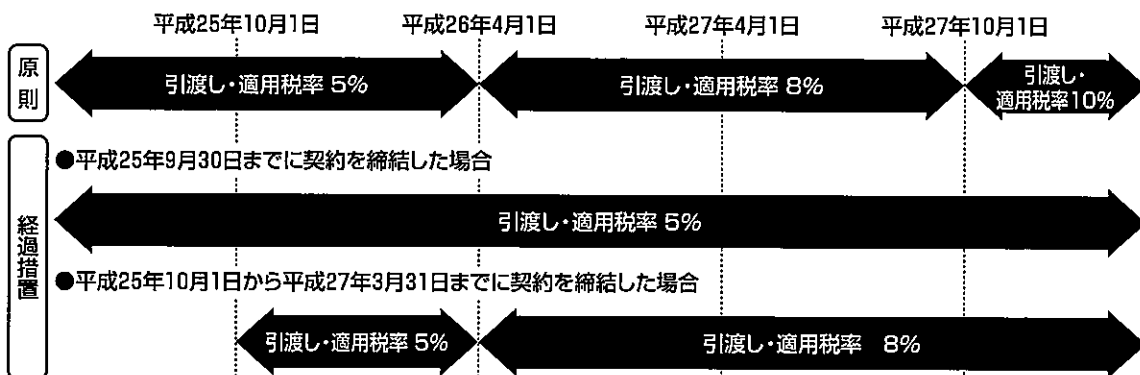 平成25年10月1日 平成26年4月1日 平成27年4月1日 平成27年10月1日
原則
引渡し・適用税率 5%
引渡し・適用税率 8%
引渡し・
適用税率10%
経過措置
●平成25年9月30日までに契約を締結した場合
引渡し・適用税率 5%
●平成25年10月1日から平成27年3月31日までに契約を締結した場合
引渡し・適用税率 5%
引渡し・適用税率 8%